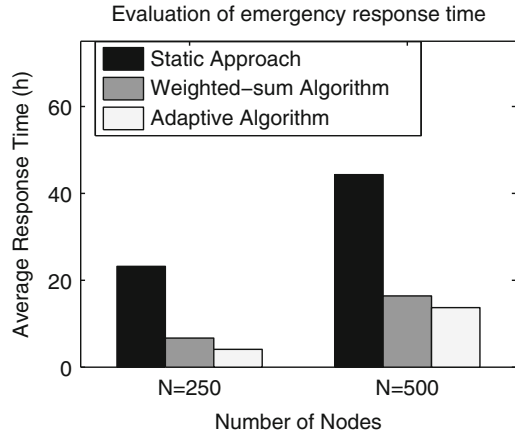 Evaluation of emergency response time
Static Approach
Weighted-sum Algorithm
Adaptive Algorithm
Average Response Time (h)
60
40
20
0
N=250
N=500
Number of Nodes